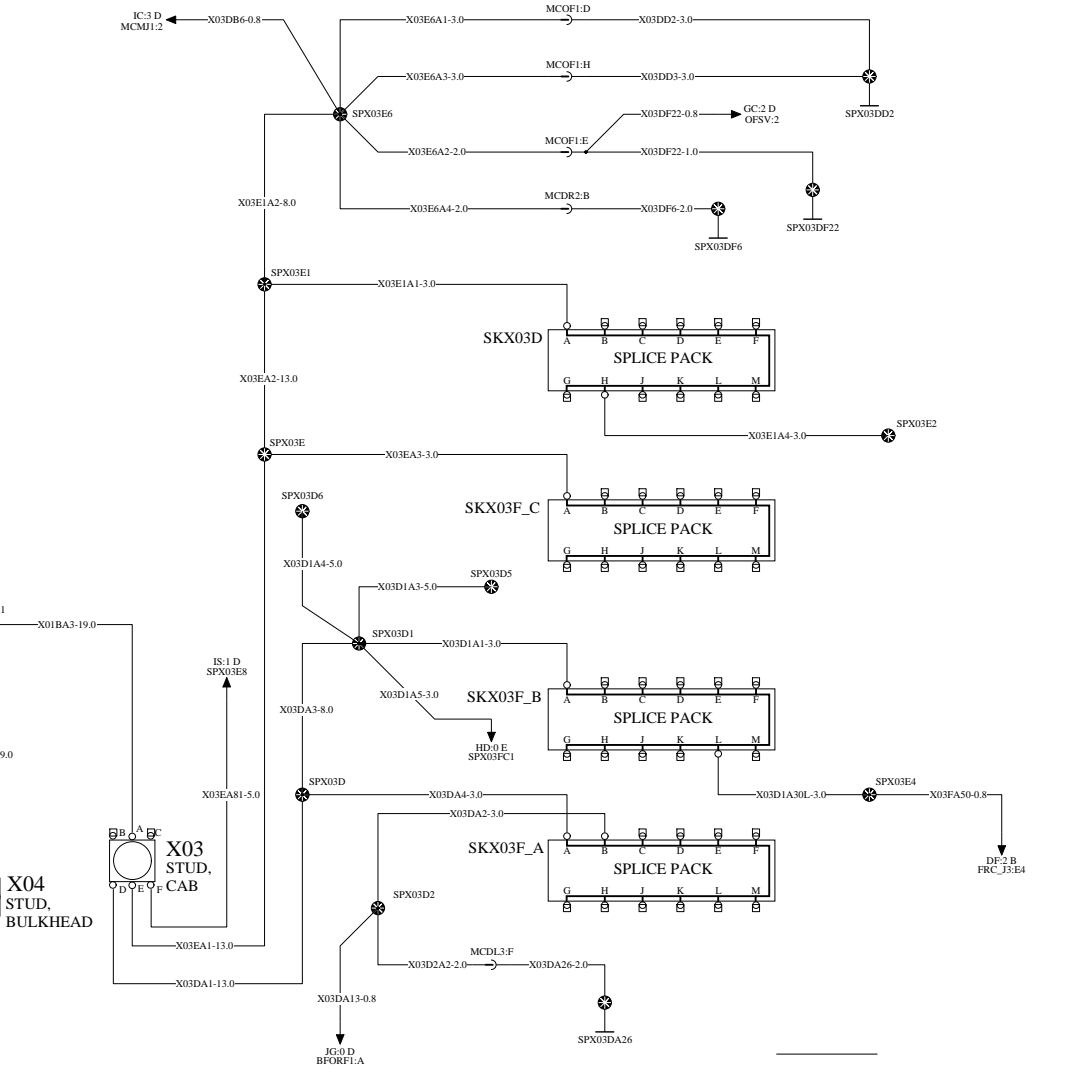 IC:3 D
MCMJ1:2
X03DB6-0.8
X03E6A1-3.0
MCOF1:D
X03DD2-3.0
X03E6A3-3.0
MCOF1:H
X03DD3-3.0
SPX03E6
SPX03DD2
X03DF22-0.8
GC:2 D
OFSV:2
X03E6A2-2.0
MCOF1:E
X03DF22-1.0
SPX03DF22
X03E1A2-8.0
X03E6A4-2.0
MCDR2:B
X03DF6-2.0
SPX03DF6
SPX03E1
X03E1A1-3.0
SKX03D
A B C D E F
SPLICE PACK
G H J K L M
X03EA2-13.0
X03E1A4-3.0
SPX03E2
SPX03E
X03EA3-3.0
SKX03F_C
A B C D E F
SPLICE PACK
G H J K L M
SPX03D6
X03D1A4-5.0
X03D1A3-5.0
SPX03D5
1
X01BA3-19.0
SPX03D1
X03D1A1-3.0
IS:1 D
SPX03E8
X03D1A5-3.0
SKX03F_B
A B C D E F
SPLICE PACK
G H J K L M
X03DA3-8.0
HD:0 E
SPX03FC1
9.0
SPX03D
X03EA81-5.0
X03DA4-3.0
X03D1A30L-3.0
SPX03E4
X03FA50-0.8
X03DA2-3.0
DF:2 B
FRC_J3:E4
B A C
X03
STUD,
CAB
D E F
SKX03F_A
A B C D E F
SPLICE PACK
G H J K L M
X04
STUD,
BULKHEAD
SPX03D2
X03EA1-13.0
MCDL3:F
X03D2A2-2.0
X03DA26-2.0
X03DA1-13.0
X03DA13-0.8
SPX03DA26
JG:0 D
BFORF1:A